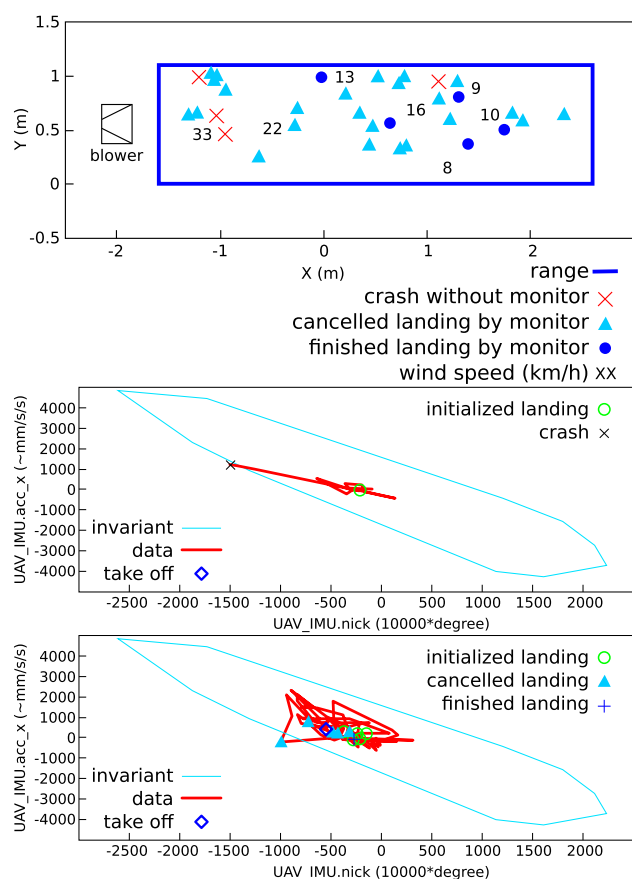 1.5
1
0.5
0
-0.5
Y (m)
13
9
16
10
22
33
8
blower
-2
-1
0
1
2
X (m)
range
crash without monitor
cancelled landing by monitor
finished landing by monitor
wind speed (km/h) XX
4000
3000
2000
1000
0
-1000
-2000
-3000
-4000
UAV_IMU.acc_x (~mm/s/s)
initialized landing
crash
invariant
data
take off
-2500 -2000 -1500 -1000 -500 0 500 1000 1500 2000
UAV_IMU.nick (10000*degree)
4000
3000
2000
1000
0
-1000
-2000
-3000
-4000
UAV_IMU.acc_x (~mm/s/s)
initialized landing
cancelled landing
finished landing
invariant
data
take off
-2500 -2000 -1500 -1000 -500 0 500 1000 1500 2000
UAV_IMU.nick (10000*degree)